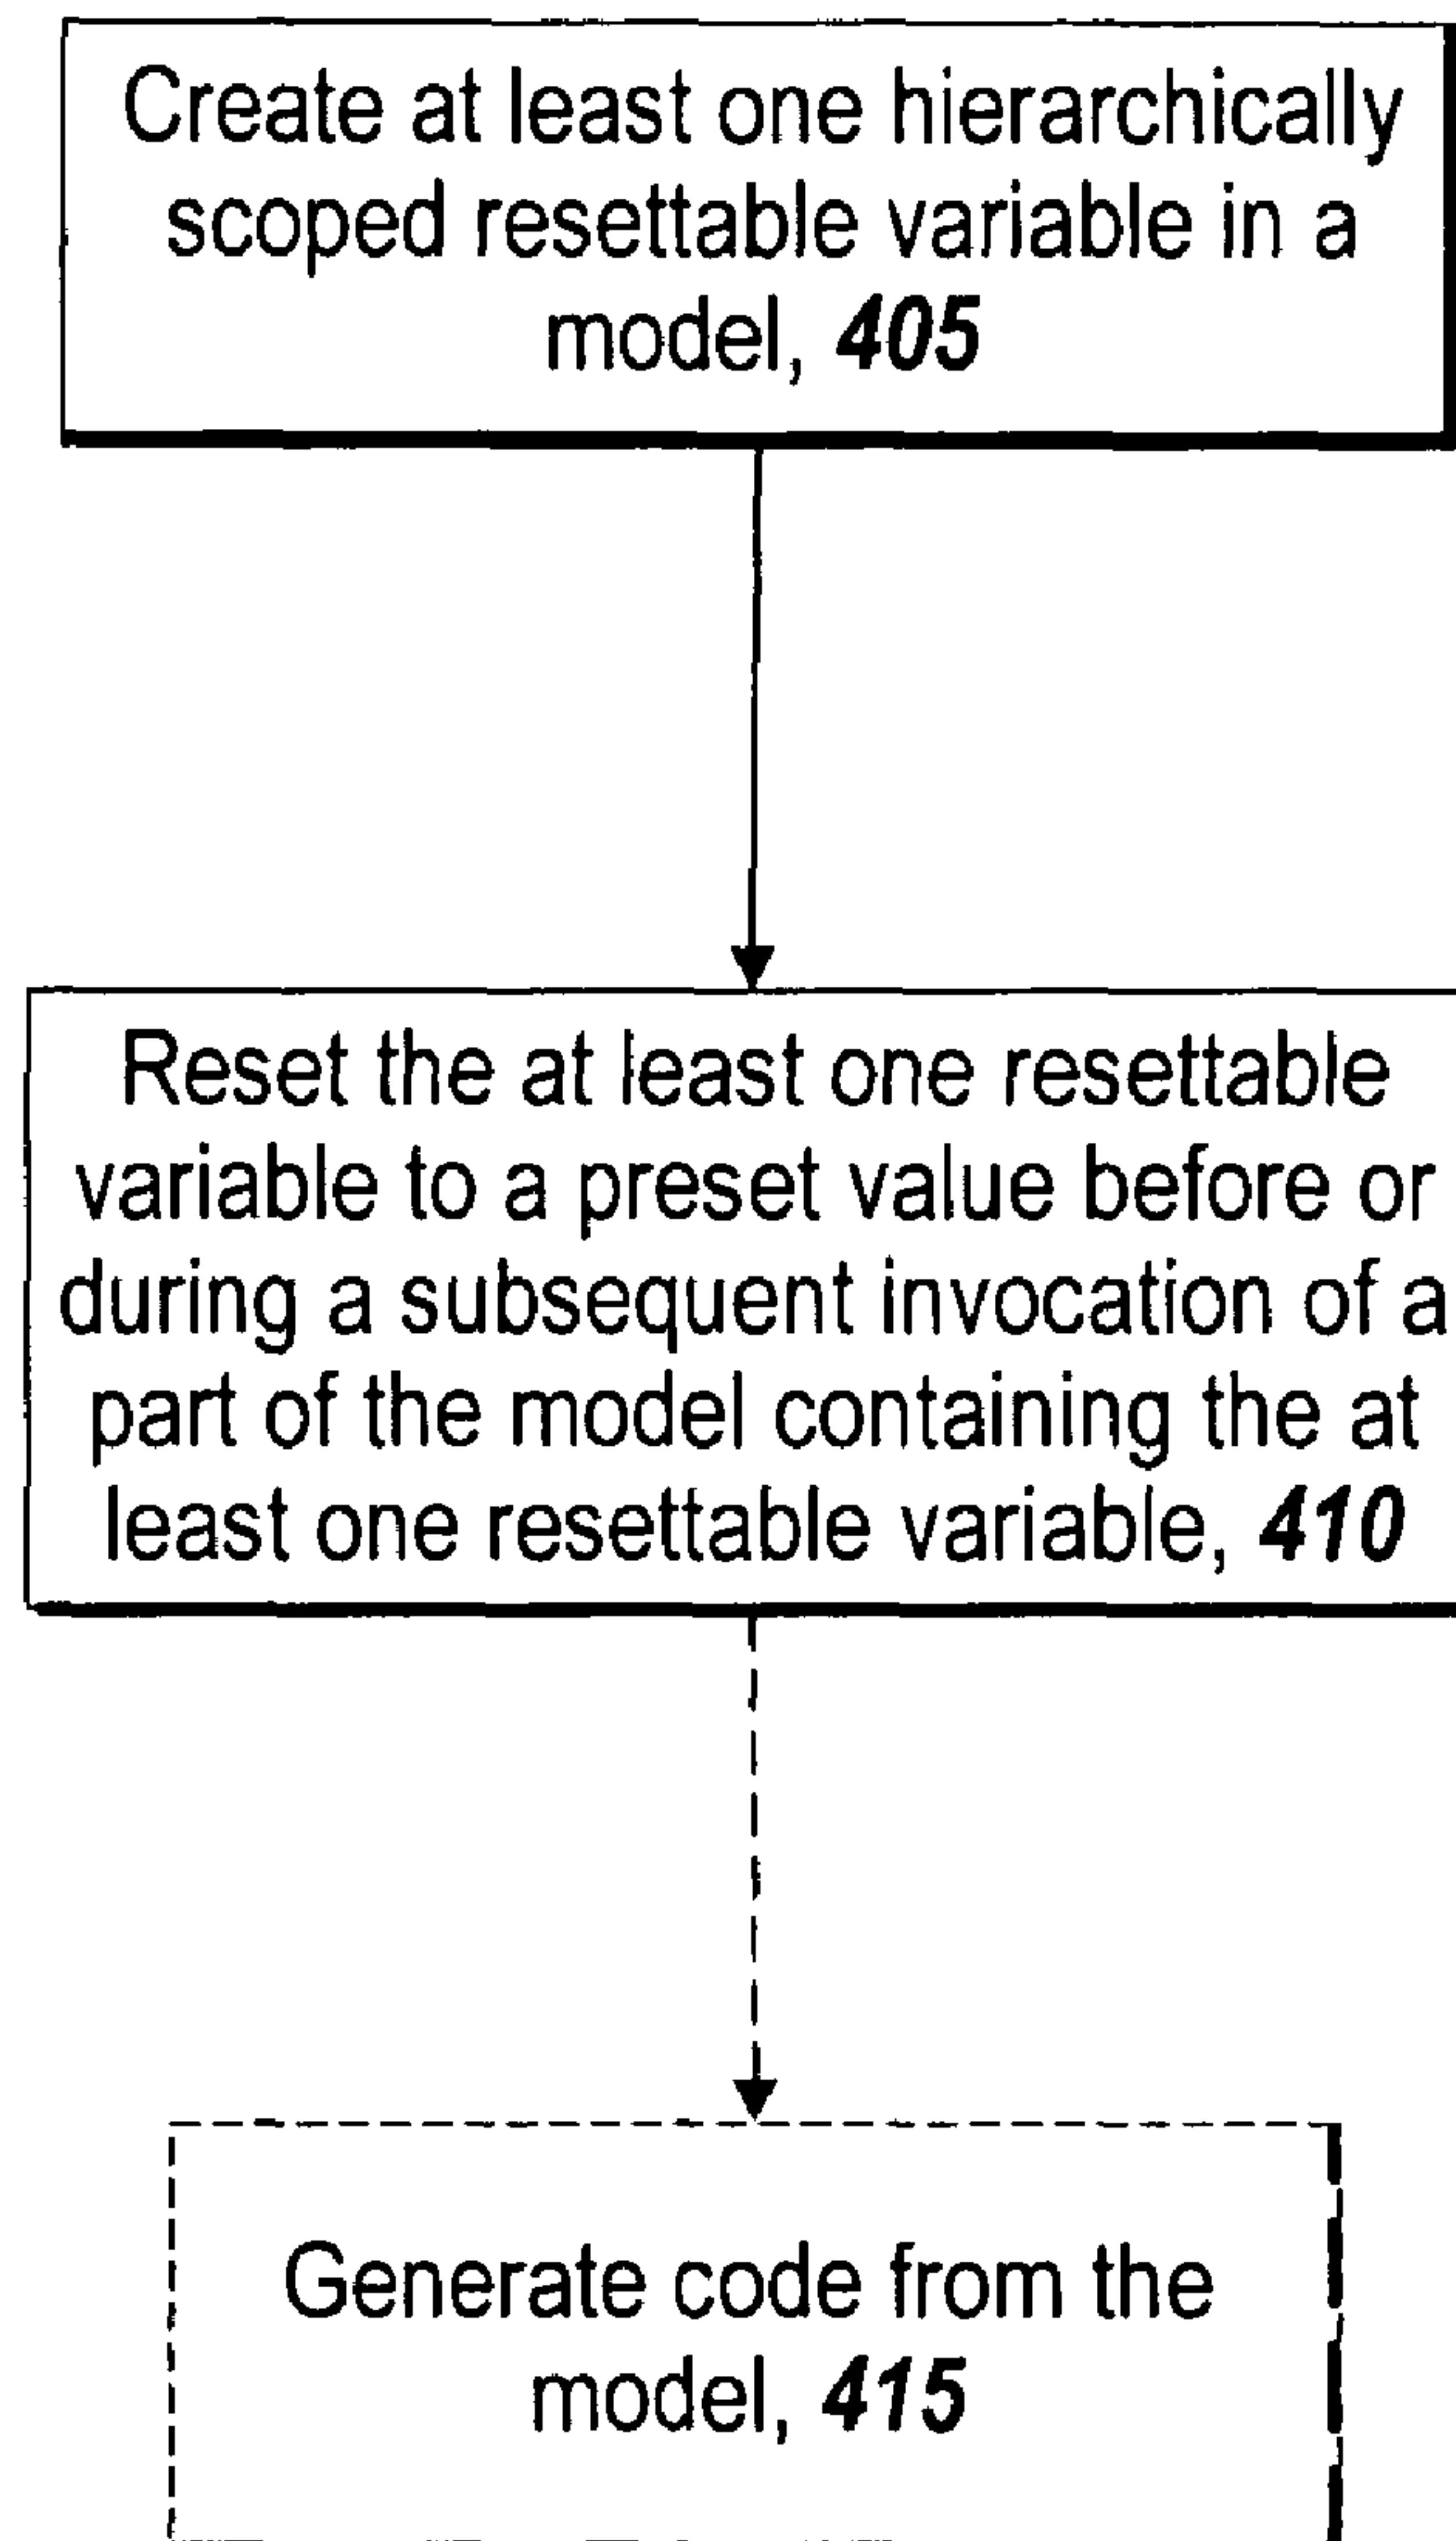 Create at least one hierarchically
scoped resettable variable in a
model, 405
Reset the at least one resettable
variable to a preset value before or
during a subsequent invocation of a
part of the model containing the at
least one resettable variable, 410
Generate code from the
model, 415